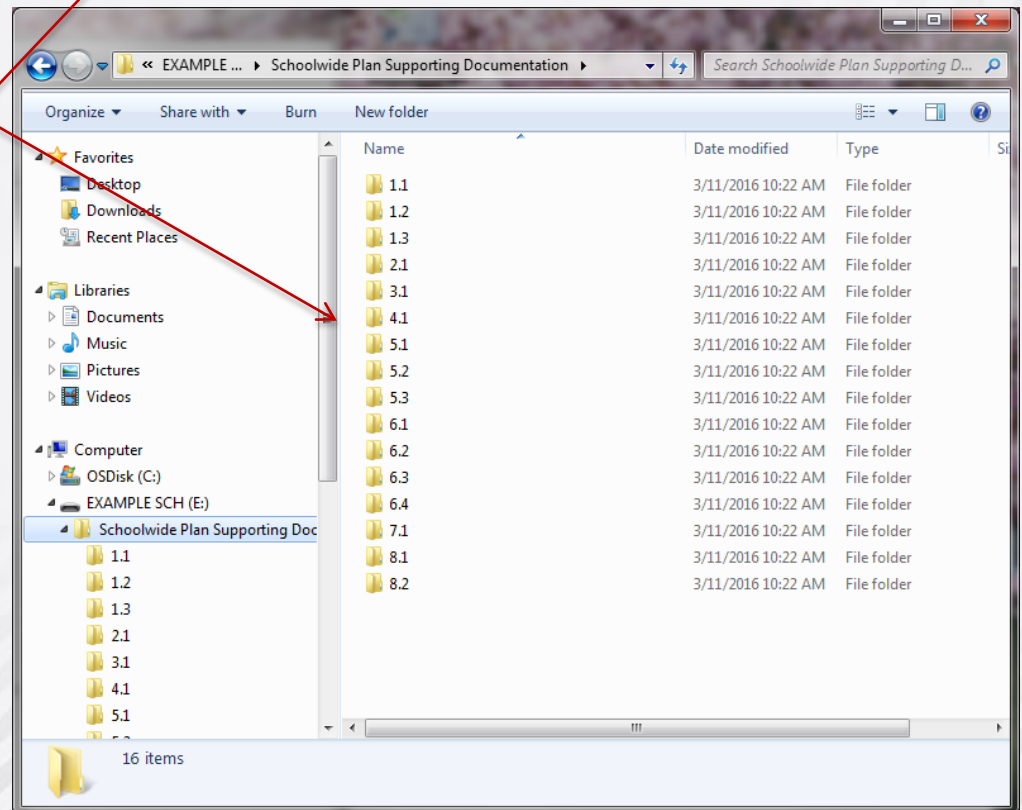 « EXAMPLE ... Schoolwide Plan Supporting Documentation Search Schoolwide Plan Supporting D...
Organize Share with Burn New folder
Favorites
Desktop
Downloads
Recent Places
Libraries
Documents
Music
Pictures
Videos
Computer
OSDisk (C:)
EXAMPLE SCH (E:)
Schoolwide Plan Supporting Doc
1.1
1.2
1.3
2.1
3.1
4.1
5.1
Name Date modified Type Si
1.1 3/11/2016 10:22 AM File folder
1.2 3/11/2016 10:22 AM File folder
1.3 3/11/2016 10:22 AM File folder
2.1 3/11/2016 10:22 AM File folder
3.1 3/11/2016 10:22 AM File folder
4.1 3/11/2016 10:22 AM File folder
5.1 3/11/2016 10:22 AM File folder
5.2 3/11/2016 10:22 AM File folder
5.3 3/11/2016 10:22 AM File folder
6.1 3/11/2016 10:22 AM File folder
6.2 3/11/2016 10:22 AM File folder
6.3 3/11/2016 10:22 AM File folder
6.4 3/11/2016 10:22 AM File folder
7.1 3/11/2016 10:22 AM File folder
8.1 3/11/2016 10:22 AM File folder
8.2 3/11/2016 10:22 AM File folder
16 items